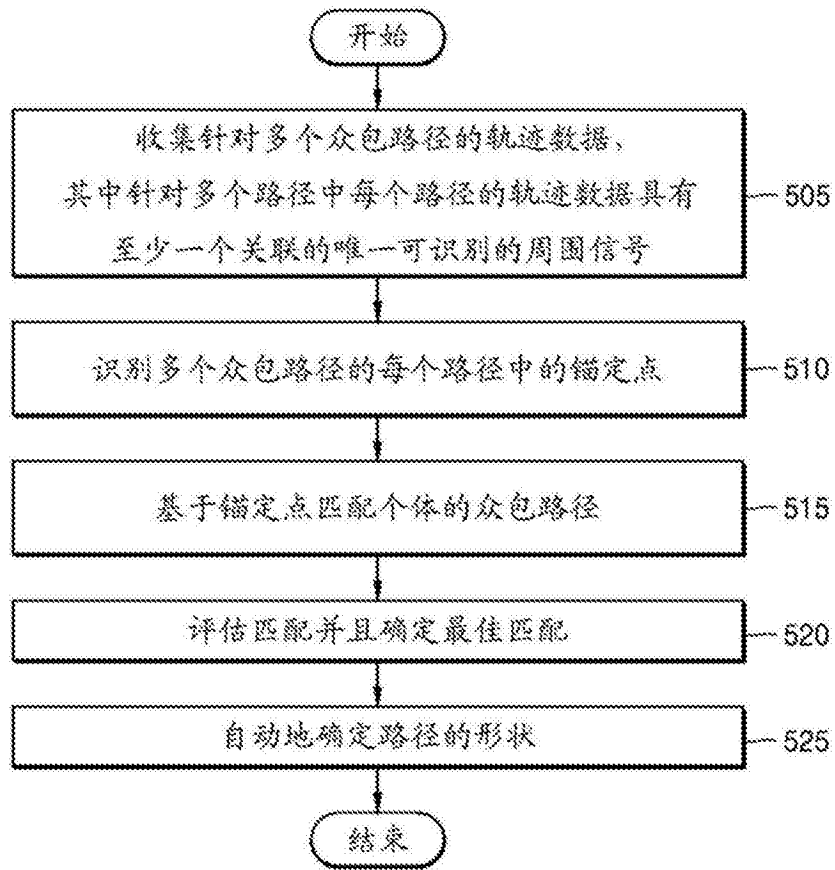 开始
收集针对多个众包路径的轨迹数据,
其中针对多个路径中每个路径的轨迹数据具有
至少一个关联的唯一可识别的周围信号
505
识别多个众包路径的每个路径中的锚定点
510
基于锚定点匹配个体的众包路径
515
评估匹配并且确定最佳匹配
520
自动地确定路径的形状
525
结束